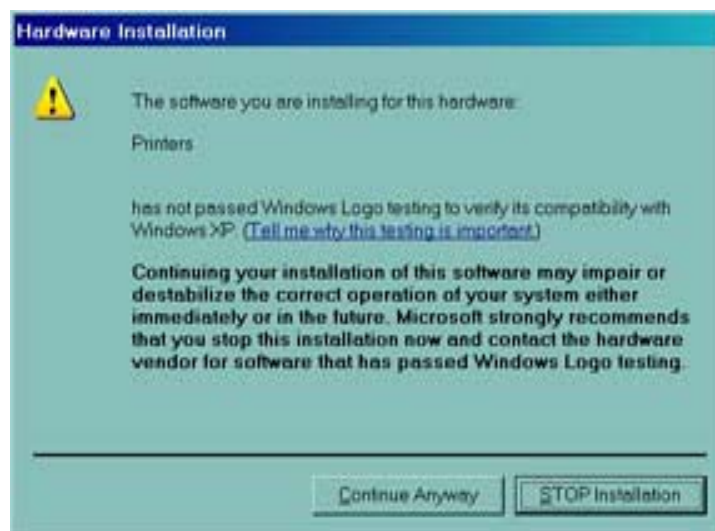 Hardware Installation
The software you are installing for this hardware:
Printers
has not passed Windows Logo testing to verify its compatibility with
Windows XP. (Tell me why this testing is important.)
Continuing your installation of this software may impair or
destabilize the correct operation of your system either
immediately or in the future. Microsoft strongly recommends
that you stop this installation now and contact the hardware
vendor for software that has passed Windows Logo testing.
Continue Anyway
STOP Installation